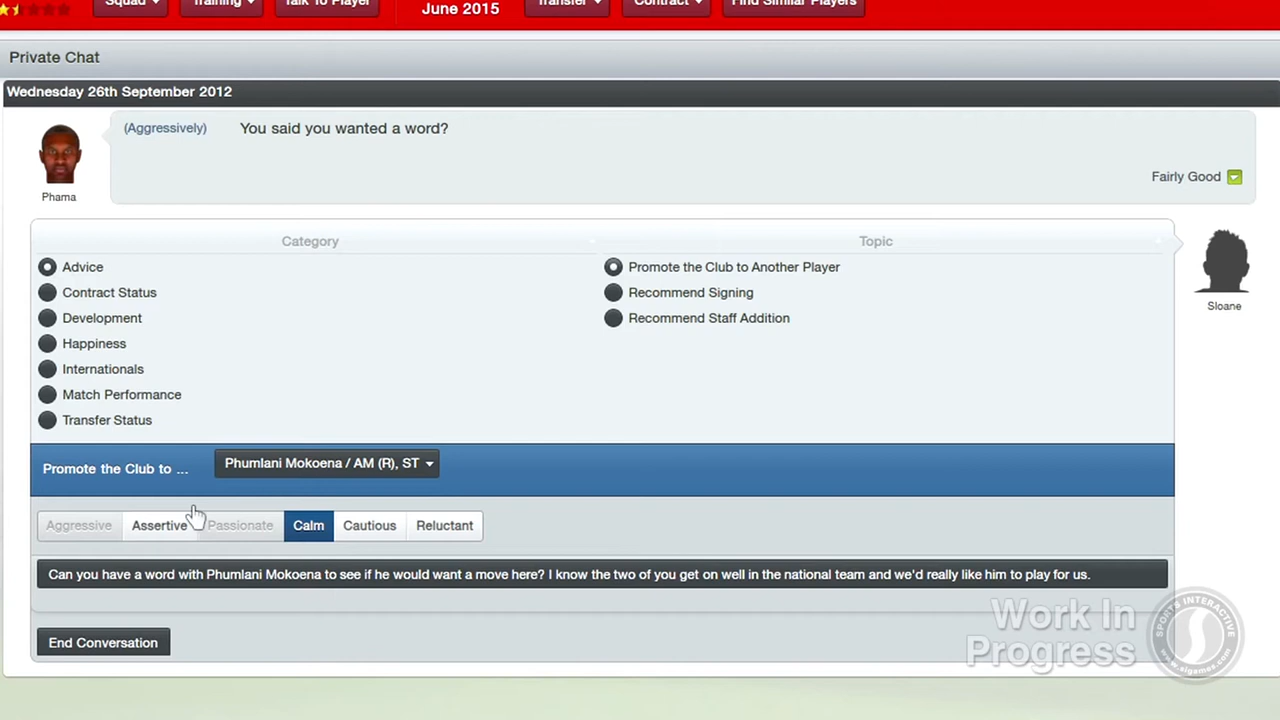 Squad Training Talk To Player June 2015 Transfer Contract Find Similar Players
Private Chat
Wednesday 26th September 2012
(Aggressively) You said you wanted a word?
Fairly Good
Phama
Category Topic
Advice Promote the Club to Another Player
Contract Status Recommend Signing
Development Recommend Staff Addition
Happiness
Internationals
Match Performance
Transfer Status
Sloane
Promote the Club to ... Phumlani Mokoena / AM (R), ST
Aggressive Assertive Passionate Calm Cautious Reluctant
Can you have a word with Phumlani Mokoena to see if he would want a move here? I know the two of you get on well in the national team and we'd really like him to play for us.
End Conversation
Work In
Progress
SPORTS INTERACTIVE
www.sigames.com